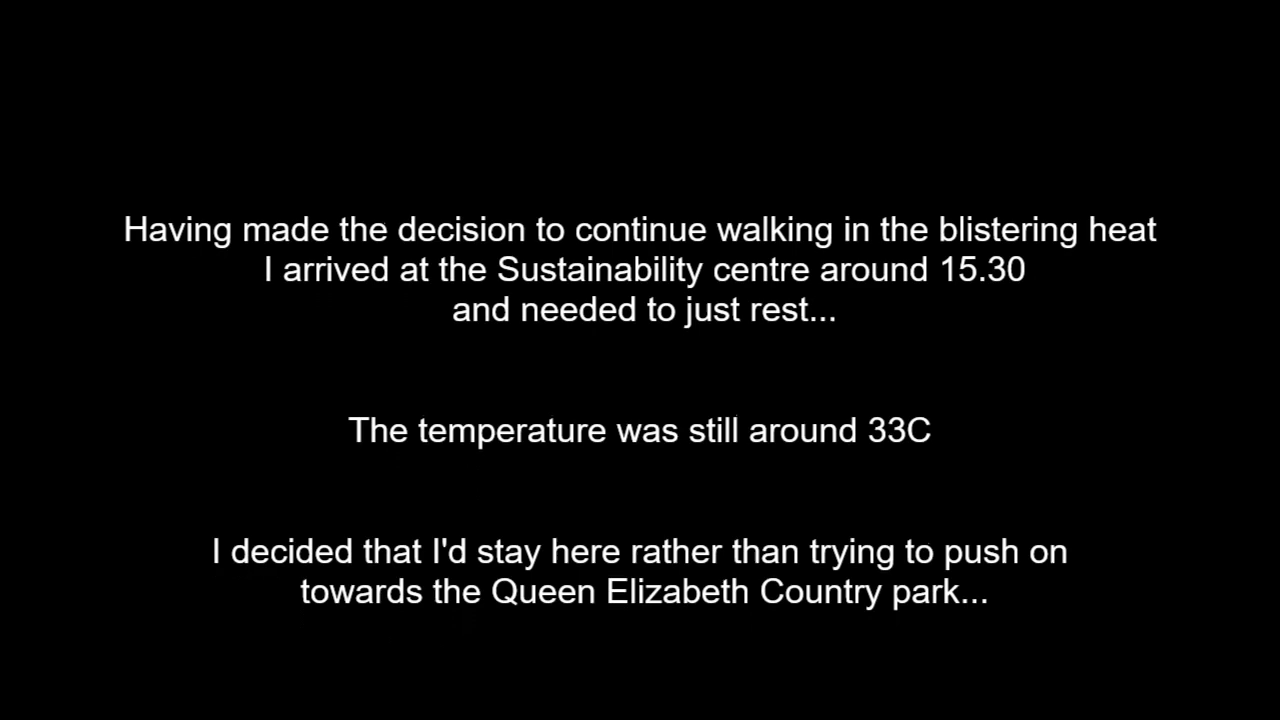 Having made the decision to continue walking in the blistering heat
I arrived at the Sustainability centre around 15.30
and needed to just rest...
The temperature was still around 33C
I decided that I'd stay here rather than trying to push on
towards the Queen Elizabeth Country park...